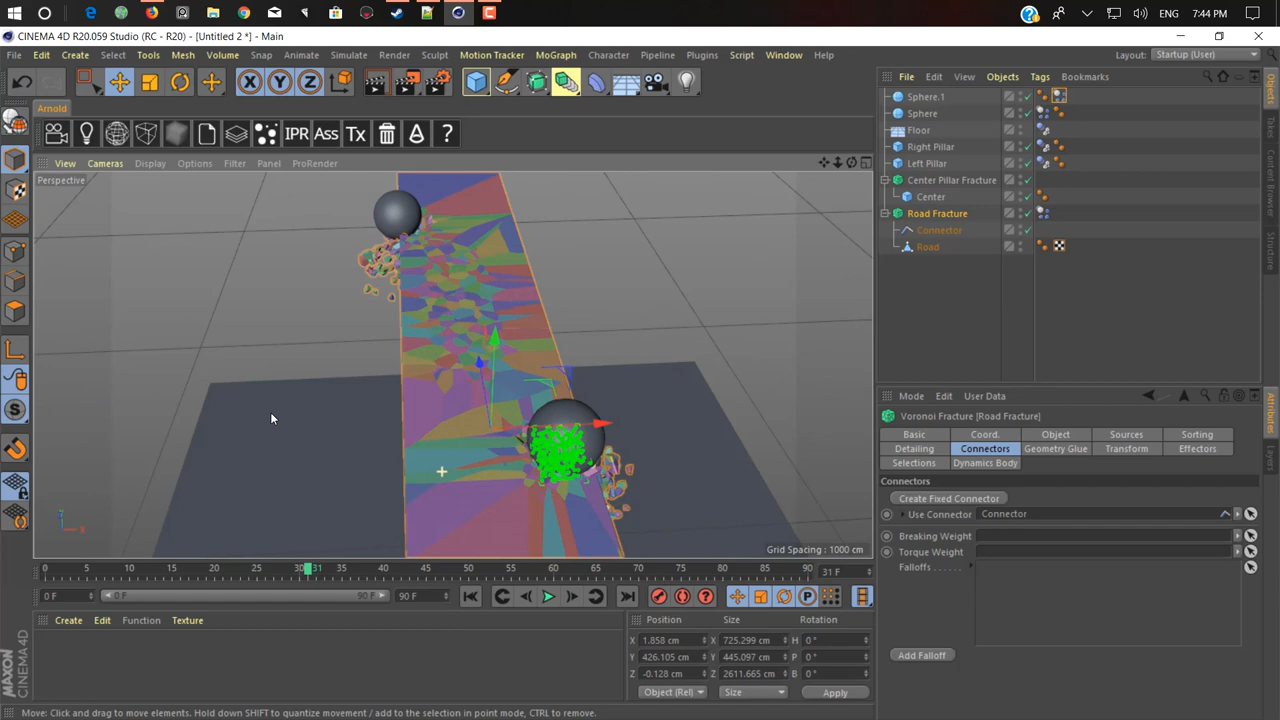 ENG 7:44 PM
CINEMA 4D R20.059 Studio (RC - R20) - [Untitled 2 *] - Main
File Edit Create Select Tools Mesh Volume Snap Animate Simulate Render Sculpt Motion Tracker MoGraph Character Pipeline Plugins Script Window Help
Layout: Startup (User)
X Y Z
File Edit View Objects Tags Bookmarks
Arnold
IPR Ass Tx ?
View Cameras Display Options Filter Panel ProRender
Perspective
Sphere.1
Sphere
Floor
Right Pillar
Left Pillar
Center Pillar Fracture
Center
Road Fracture
Connector
Road
Objects
Takes
Content Browser
Structure
Mode Edit User Data
Voronoi Fracture [Road Fracture]
Basic Coord. Object Sources Sorting
Detailing Connectors Geometry Glue Transform Effectors
Selections Dynamics Body
Connectors
Create Fixed Connector
Use Connector Connector
Breaking Weight
Torque Weight
Falloffs . . . . . .
Add Falloff
Attributes
Layers
Grid Spacing : 1000 cm
0 5 10 15 20 25 30 31 35 40 45 50 55 60 65 70 75 80 85 90 31 F
0 F 0 F 90 F 90 F
Create Edit Function Texture
Position Size Rotation
X 1.858 cm X 725.299 cm H 0 °
Y 426.105 cm Y 445.097 cm P 0 °
Z -0.128 cm Z 2611.665 cm B 0 °
Object (Rel) Size Apply
MAXON CINEMA 4D
Move: Click and drag to move elements. Hold down SHIFT to quantize movement / add to the selection in point mode, CTRL to remove.